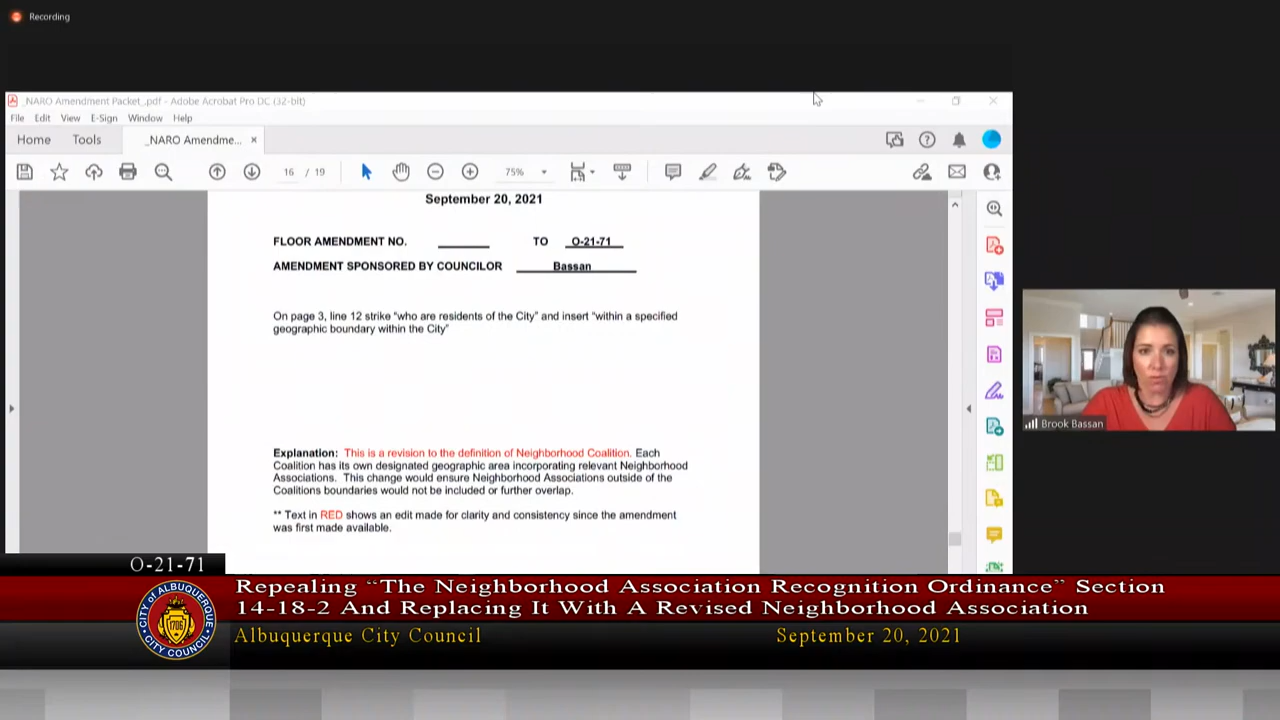 Recording
_NARO Amendment Packet_.pdf - Adobe Acrobat Pro DC (32-bit)
File Edit View E-Sign Window Help
Home Tools _NARO Amendme... ×
16 / 19 75%
September 20, 2021
FLOOR AMENDMENT NO. ________ TO O-21-71
AMENDMENT SPONSORED BY COUNCILOR Bassan
On page 3, line 12 strike “who are residents of the City” and insert “within a specified
geographic boundary within the City”
Explanation: This is a revision to the definition of Neighborhood Coalition. Each
Coalition has its own designated geographic area incorporating relevant Neighborhood
Associations. This change would ensure Neighborhood Associations outside of the
Coalitions boundaries would not be included or further overlap.
** Text in RED shows an edit made for clarity and consistency since the amendment
was first made available.
Brook Bassan
O-21-71
Repealing “The Neighborhood Association Recognition Ordinance” Section
14-18-2 And Replacing It With A Revised Neighborhood Association
Albuquerque City Council September 20, 2021
CITY OF ALBUQUERQUE
1706
CITY COUNCIL